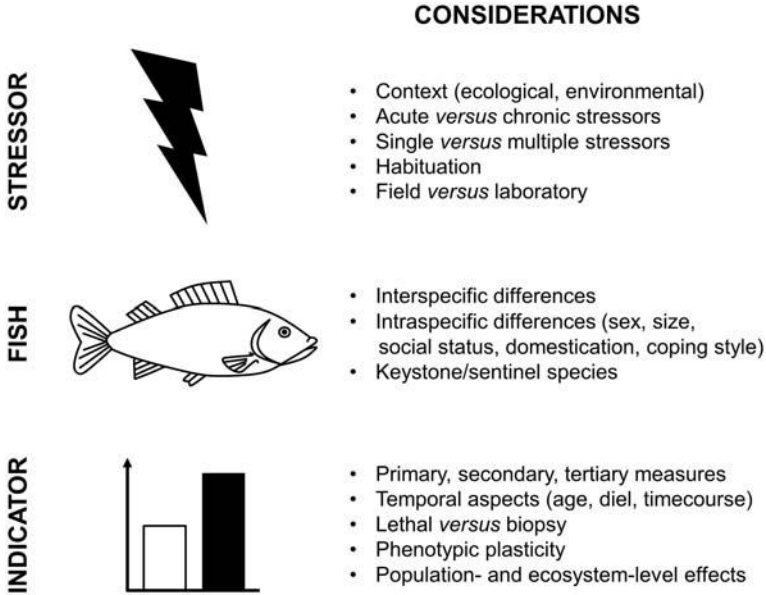 CONSIDERATIONS
STRESSOR
• Context (ecological, environmental)
• Acute versus chronic stressors
• Single versus multiple stressors
• Habituation
• Field versus laboratory
FISH
• Interspecific differences
• Intraspecific differences (sex, size,
social status, domestication, coping style)
• Keystone/sentinel species
INDICATOR
• Primary, secondary, tertiary measures
• Temporal aspects (age, diel, timecourse)
• Lethal versus biopsy
• Phenotypic plasticity
• Population- and ecosystem-level effects